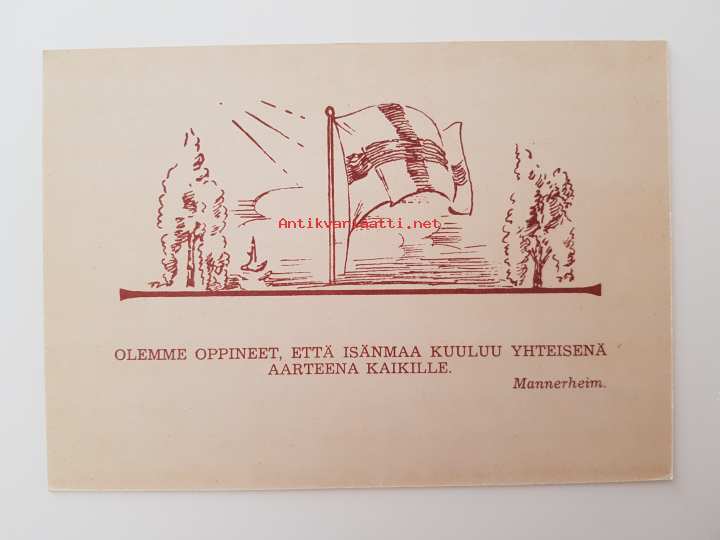 Antikvariaatti.net
OLEMME OPPINEET, ETTÄ ISÄNMAA KUULUU YHTEISENÄ
AARTEENA KAIKILLE.
Mannerheim.